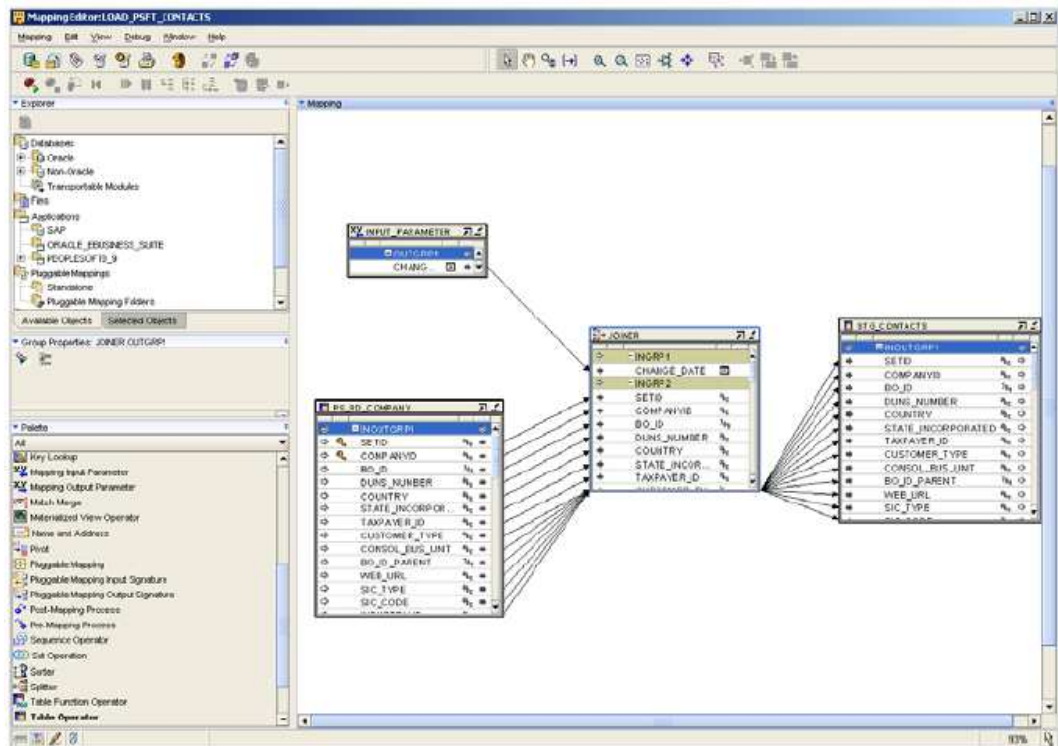 Mapping Editor:LOAD_PSFT_CONTACTS
Mapping Edit View Debug Window Help
Explorer
Databases
Oracle
Non-Oracle
Transportable Modules
Files
Applications
SAP
ORACLE_EBUSINESS_SUITE
PEOPLESOFT8_9
Pluggable Mappings
Standalone
Pluggable Mapping Folders
Available Objects Selected Objects
Group Properties: JOINER.OUTGRP1
Palette
All
Key Lookup
Mapping Input Parameter
Mapping Output Parameter
Match Merge
Materialized View Operator
Name and Address
Pivot
Pluggable Mapping
Pluggable Mapping Input Signature
Pluggable Mapping Output Signature
Post-Mapping Process
Pre-Mapping Process
Sequence Operator
Set Operation
Sorter
Splitter
Table Function Operator
Table Operator
Mapping
INPUT_PARAMETER
OUTGRP1
CHANG...
PS_RD_COMPANY
INOUTGRP1
SETID
COMPANYID
BO_ID
DUNS_NUMBER
COUNTRY
STATE_INCORPOR...
TAXPAYER_ID
CUSTOMER_TYPE
CONSOL_BUS_UNIT
BO_ID_PARENT
WEB_URL
SIC_TYPE
SIC_CODE
JOINER
INGRP1
CHANGE_DATE
INGRP2
SETID
COMPANYID
BO_ID
DUNS_NUMBER
COUNTRY
STATE_INCOR...
TAXPAYER_ID
STG_CONTACTS
INOUTGRP1
SETID
COMPANYID
BO_ID
DUNS_NUMBER
COUNTRY
STATE_INCORPORATED
TAXPAYER_ID
CUSTOMER_TYPE
CONSOL_BUS_UNIT
BO_ID_PARENT
WEB_URL
SIC_TYPE
93%